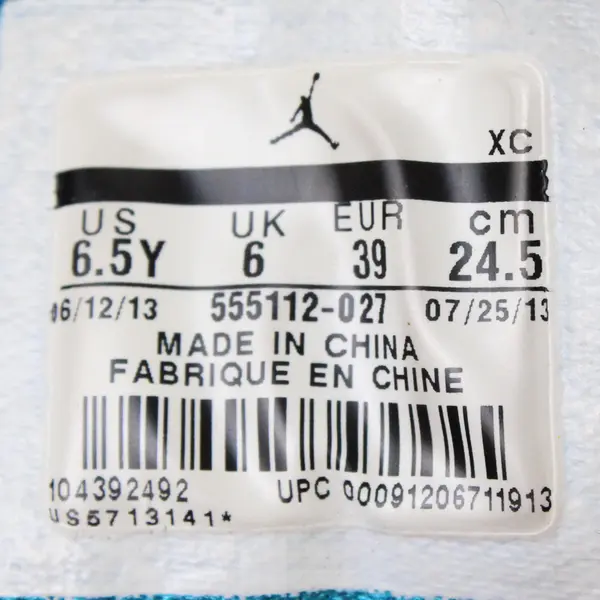 XC
US UK EUR cm
6.5Y 6 39 24.5
06/12/13 555112-027 07/25/13
MADE IN CHINA
FABRIQUE EN CHINE
104392492 UPC 00091206711913
US5713141*